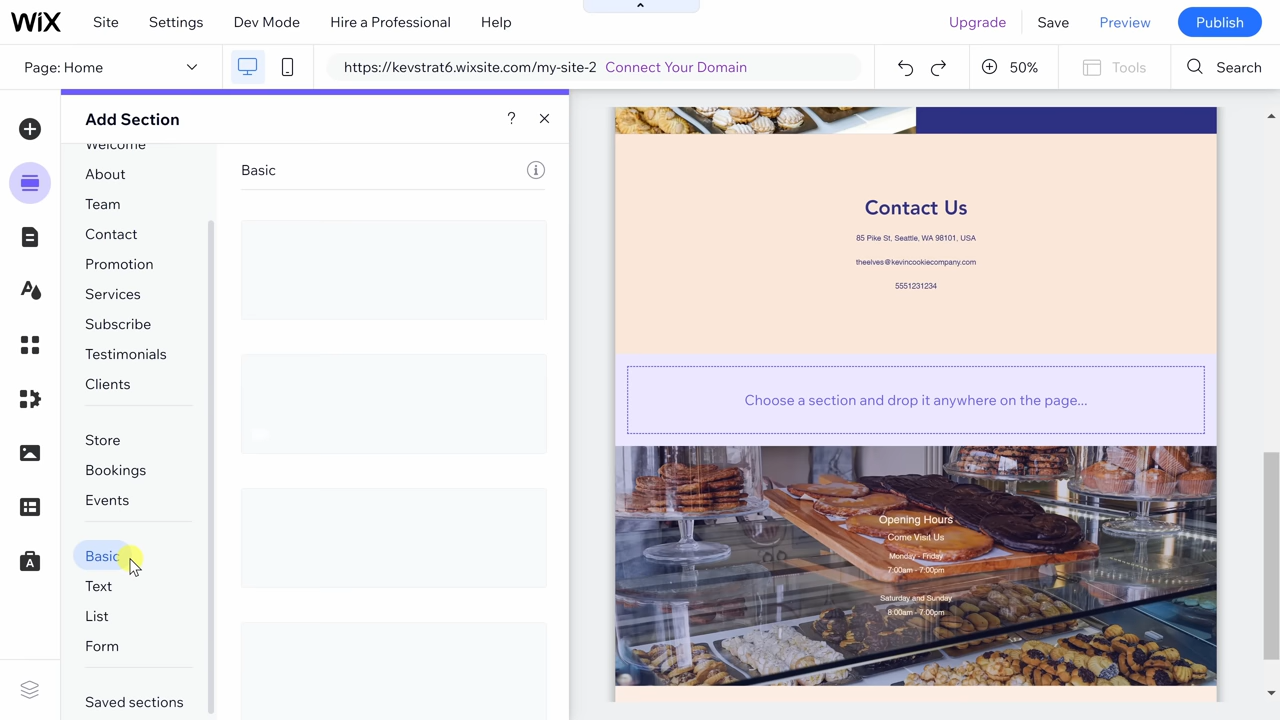 WiX
Site
Settings
Dev Mode
Hire a Professional
Help
Upgrade
Save
Preview
Publish
Page: Home
https://kevstrat6.wixsite.com/my-site-2
Connect Your Domain
50%
Tools
Search
Add Section
?
Welcome
About
Team
Contact
Promotion
Services
Subscribe
Testimonials
Clients
Store
Bookings
Events
Basic
Text
List
Form
Saved sections
Basic
Contact Us
85 Pike St, Seattle, WA 98101, USA
theelves@kevincookiecompany.com
5551231234
Choose a section and drop it anywhere on the page...
Opening Hours
Come Visit Us
Monday - Friday
7:00am - 7:00pm
Saturday and Sunday
8:00am - 7:00pm